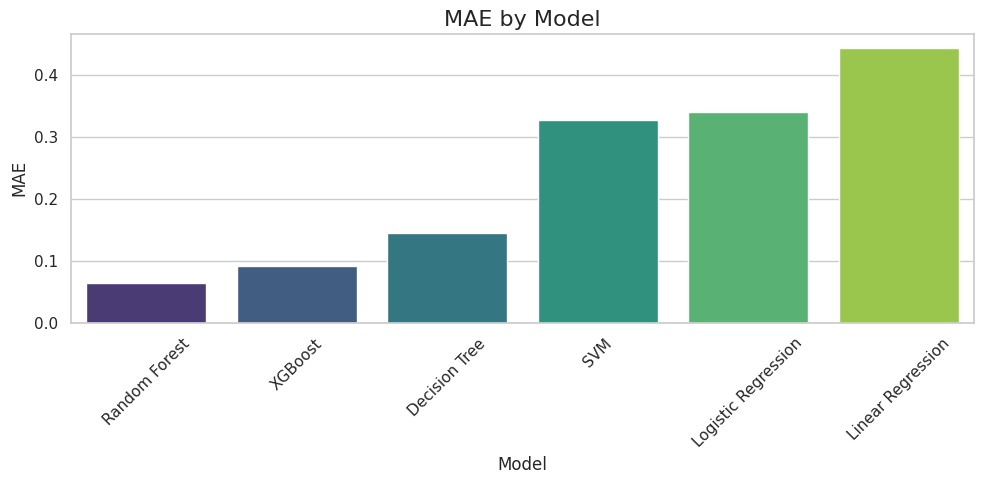 MAE by Model
MAE
0.4
0.3
0.2
0.1
0.0
Random Forest
XGBoost
Decision Tree
SVM
Logistic Regression
Linear Regression
Model